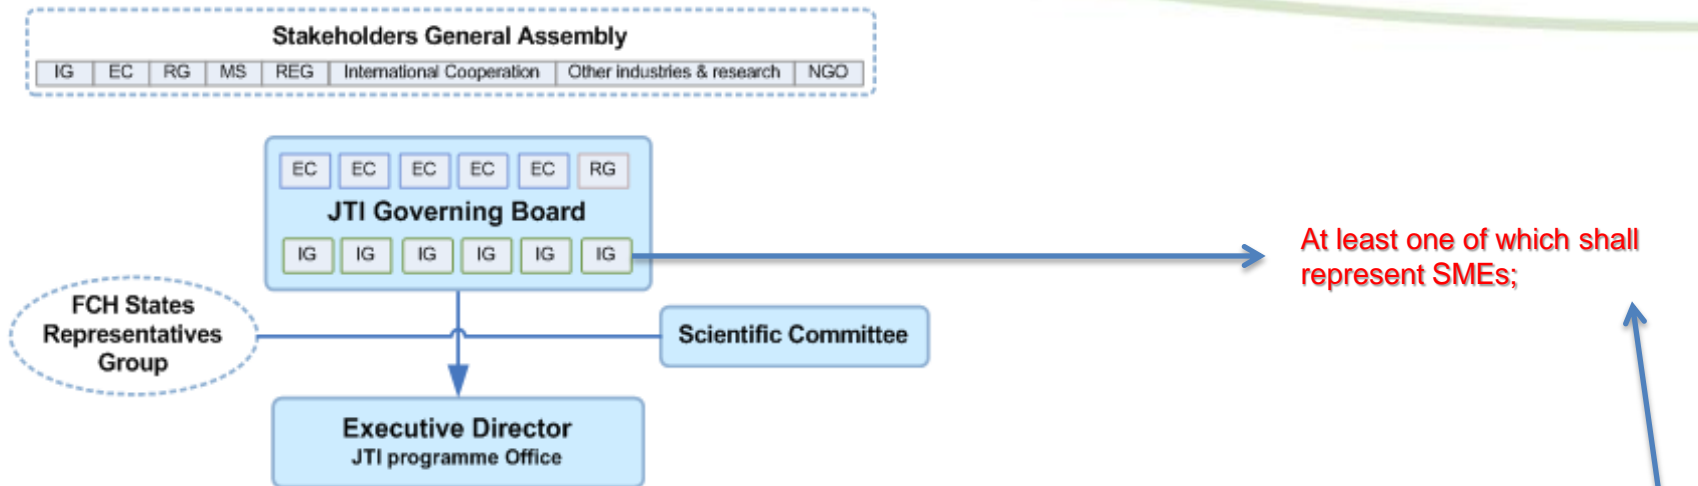 Stakeholders General Assembly
IG EC RG MS REG International Cooperation Other industries & research NGO
EC EC EC EC EC RG
JTI Governing Board
IG IG IG IG IG IG
At least one of which shall
represent SMEs;
FCH States
Representatives
Group
Scientific Committee
Executive Director
JTI programme Office